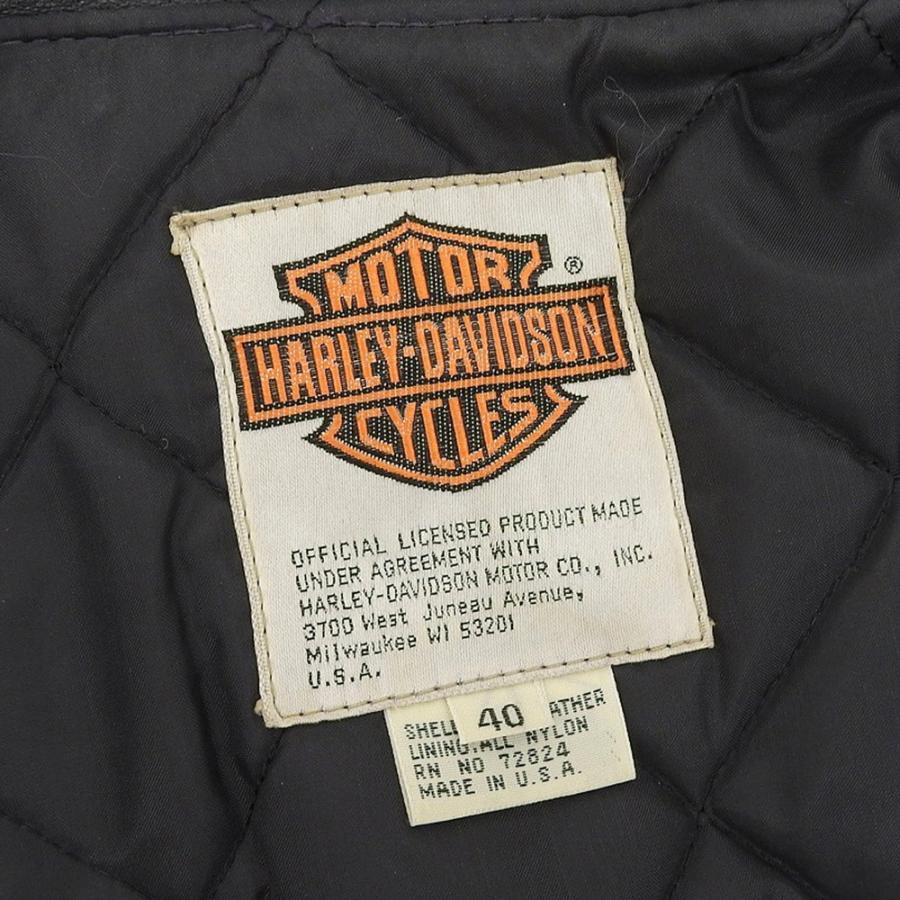 MOTOR
®
HARLEY-DAVIDSON
CYCLES
OFFICIAL LICENSED PRODUCT MADE
UNDER AGREEMENT WITH
HARLEY-DAVIDSON MOTOR CO., INC.
3700 West Juneau Avenue,
Milwaukee WI 53201
U.S.A.
40
SHELL
LINING:ALL NYLON
RN NO 72824
MADE IN U.S.A.